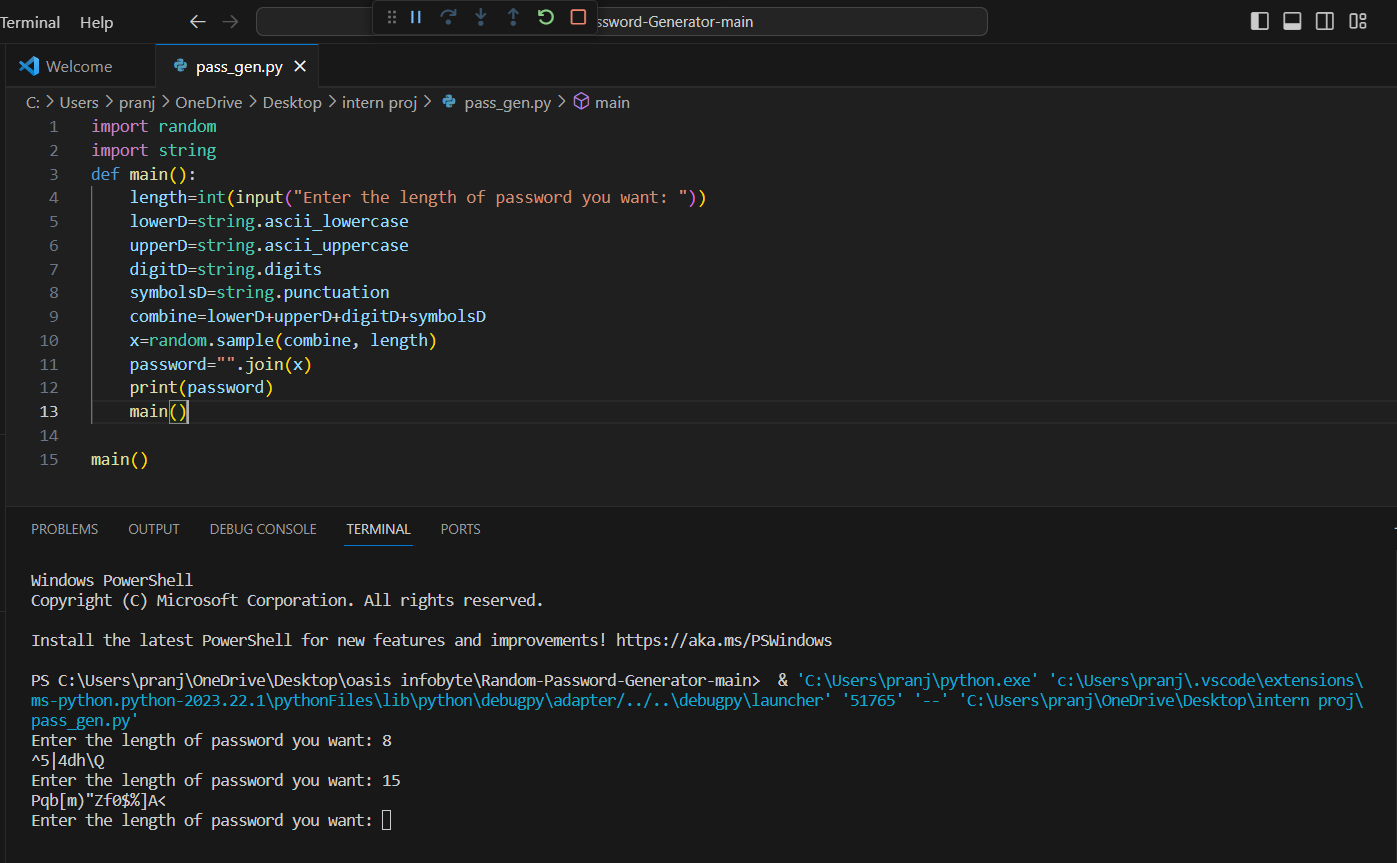 Terminal Help ssword-Generator-main
Welcome pass_gen.py
C: > Users > pranj > OneDrive > Desktop > intern proj > pass_gen.py > main
1 import random
2 import string
3 def main():
4 length=int(input("Enter the length of password you want: "))
5 lowerD=string.ascii_lowercase
6 upperD=string.ascii_uppercase
7 digitD=string.digits
8 symbolsD=string.punctuation
9 combine=lowerD+upperD+digitD+symbolsD
10 x=random.sample(combine, length)
11 password="".join(x)
12 print(password)
13 main()
14
15 main()
PROBLEMS OUTPUT DEBUG CONSOLE TERMINAL PORTS
Windows PowerShell
Copyright (C) Microsoft Corporation. All rights reserved.
Install the latest PowerShell for new features and improvements! https://aka.ms/PSWindows
PS C:\Users\pranj\OneDrive\Desktop\oasis infobyte\Random-Password-Generator-main>  & 'C:\Users\pranj\python.exe' 'c:\Users\pranj\.vscode\extensions\
ms-python.python-2023.22.1\pythonFiles\lib\python\debugpy\adapter/../..\debugpy\launcher' '51765' '--' 'C:\Users\pranj\OneDrive\Desktop\intern proj\
pass_gen.py'
Enter the length of password you want: 8
^5|4dh\Q
Enter the length of password you want: 15
Pqb[m)"Zf0$%]A<
Enter the length of password you want: